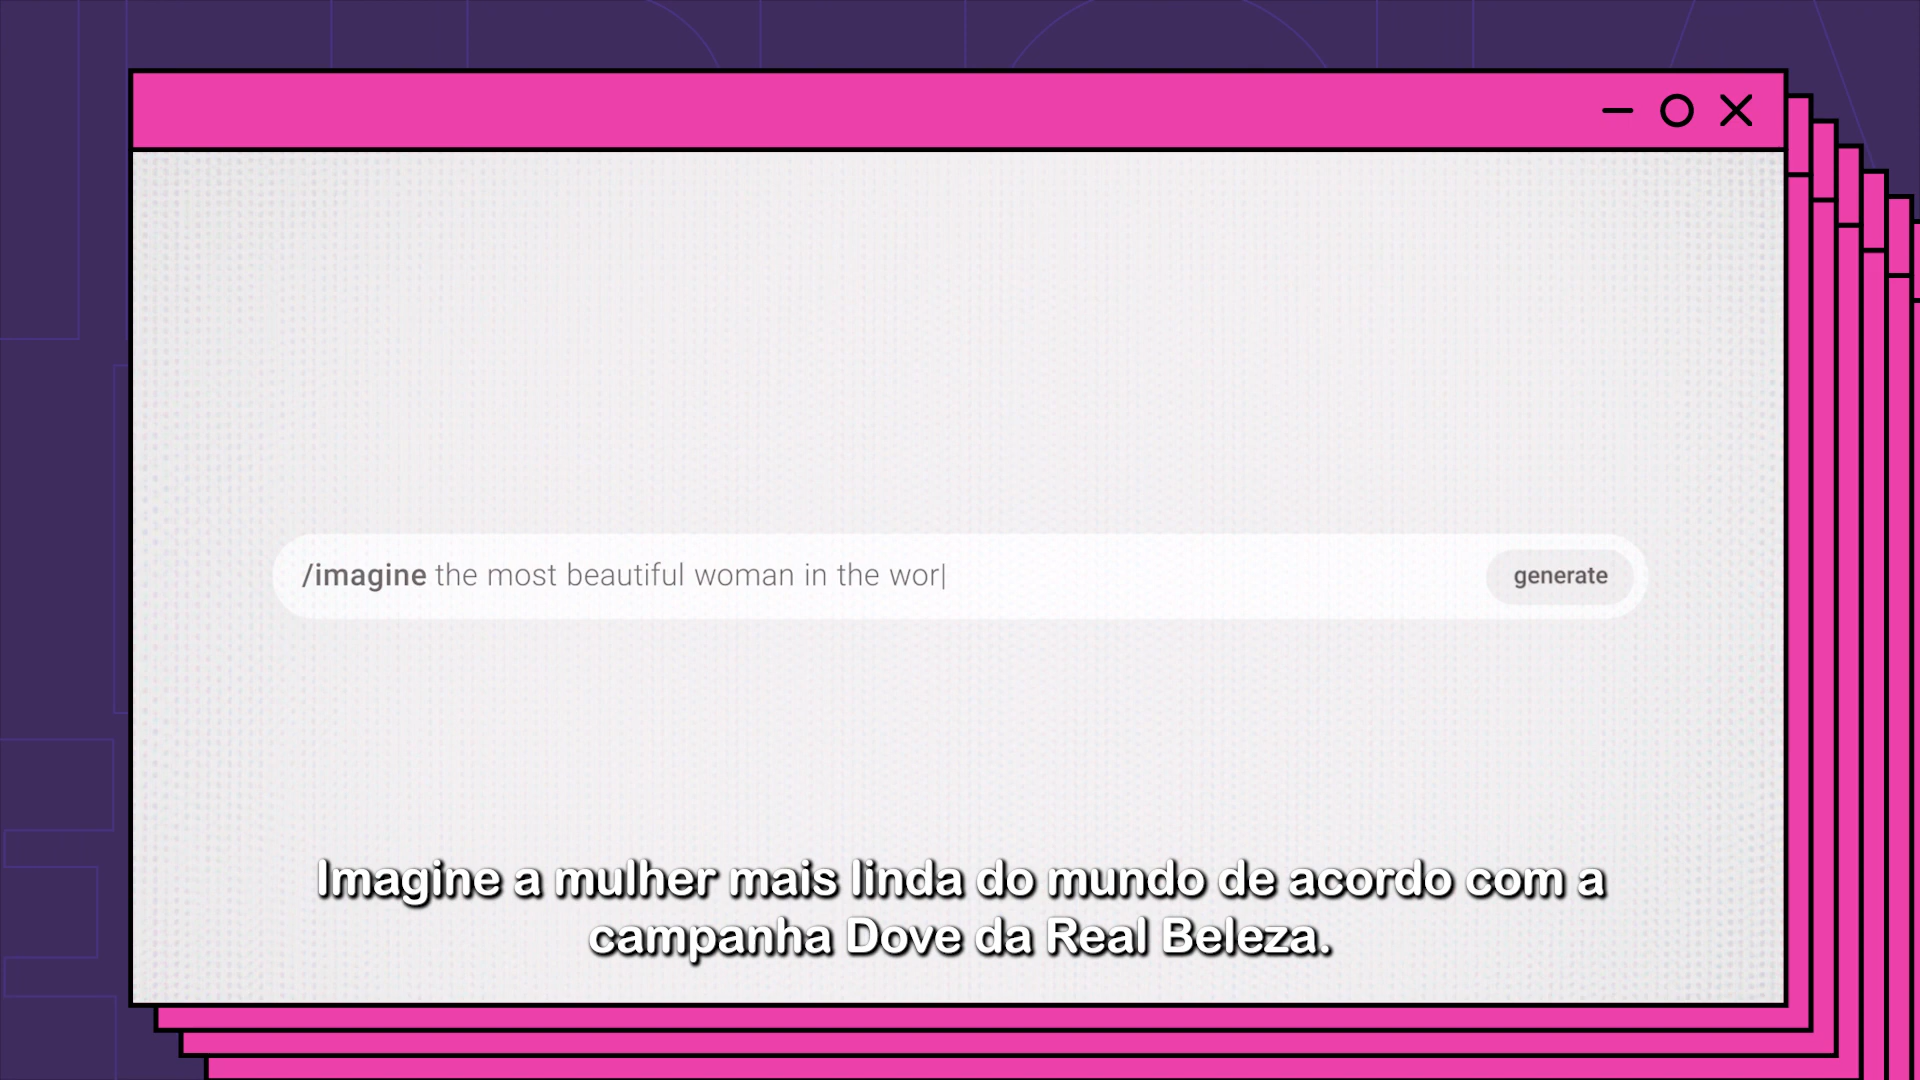 /imagine the most beautiful woman in the wor
generate
Imagine a mulher mais linda do mundo de acordo com a
campanha Dove da Real Beleza.